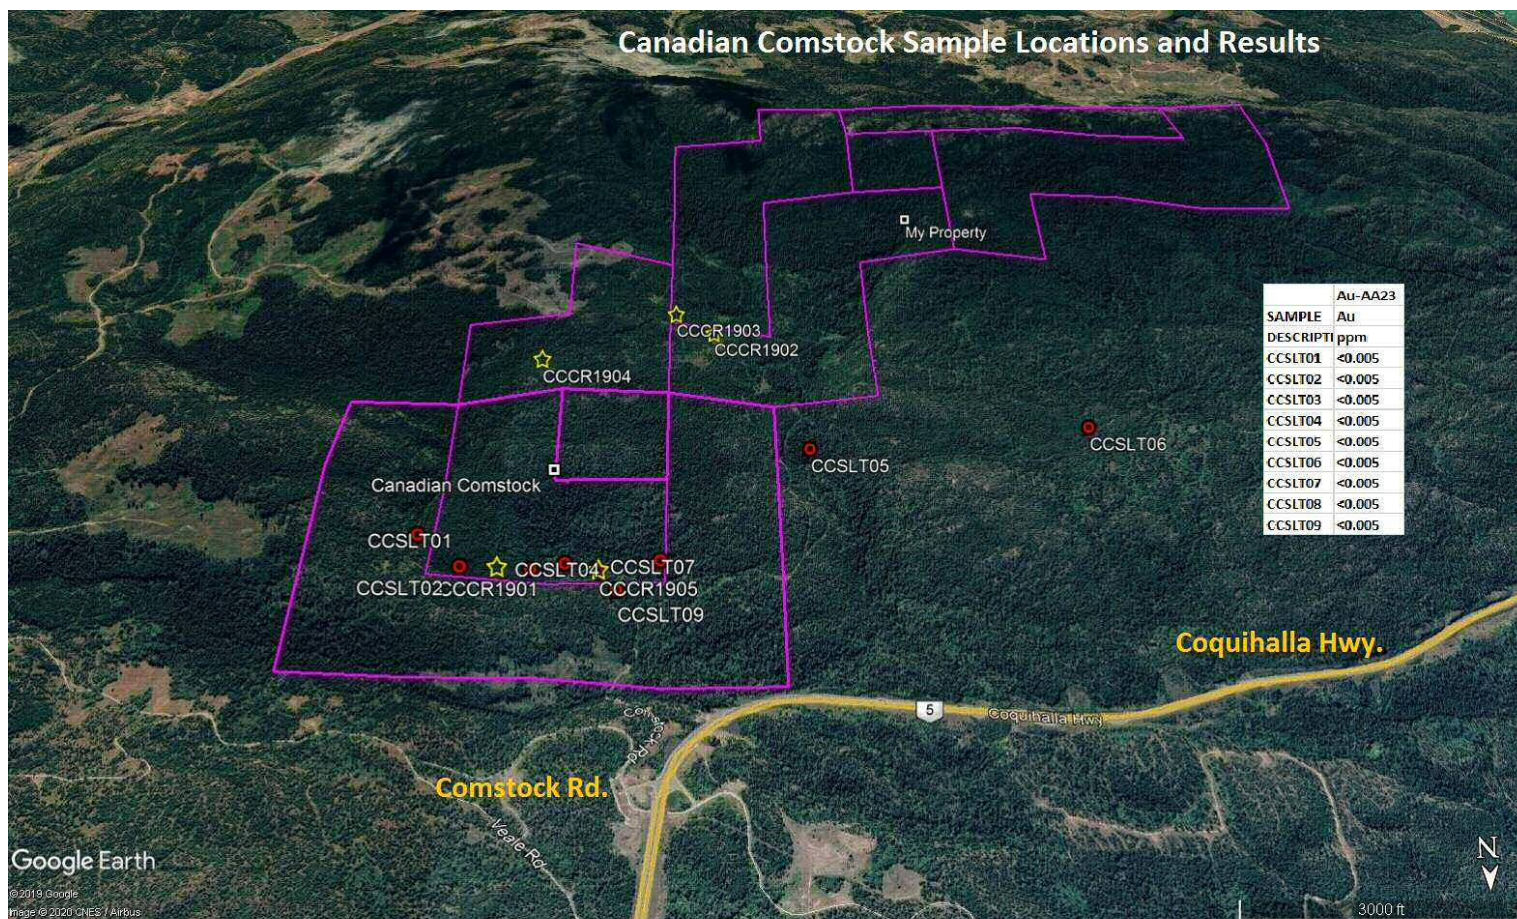 Canadian Comstock Sample Locations and Results
My Property
Au-AA23
SAMPLE Au
DESCRIPTI ppm
CCSLT01 <0.005
CCSLT02 <0.005
CCSLT03 <0.005
CCSLT04 <0.005
CCSLT05 <0.005
CCSLT06 <0.005
CCSLT07 <0.005
CCSLT08 <0.005
CCSLT09 <0.005
CCCR1903
CCCR1902
CCCR1904
CCSLT06
CCSLT05
Canadian Comstock
CCSLT01
CCSLT04
CCSLT07
CCSLT02
CCCR1901
CCCR1905
CCSLT09
Coquihalla Hwy.
5
Coquihalla Hwy
Comstock Rd
Comstock Rd.
Veale Rd
Google Earth
©2019 Google
Image © 2020 CNES / Airbus
N
3000 ft